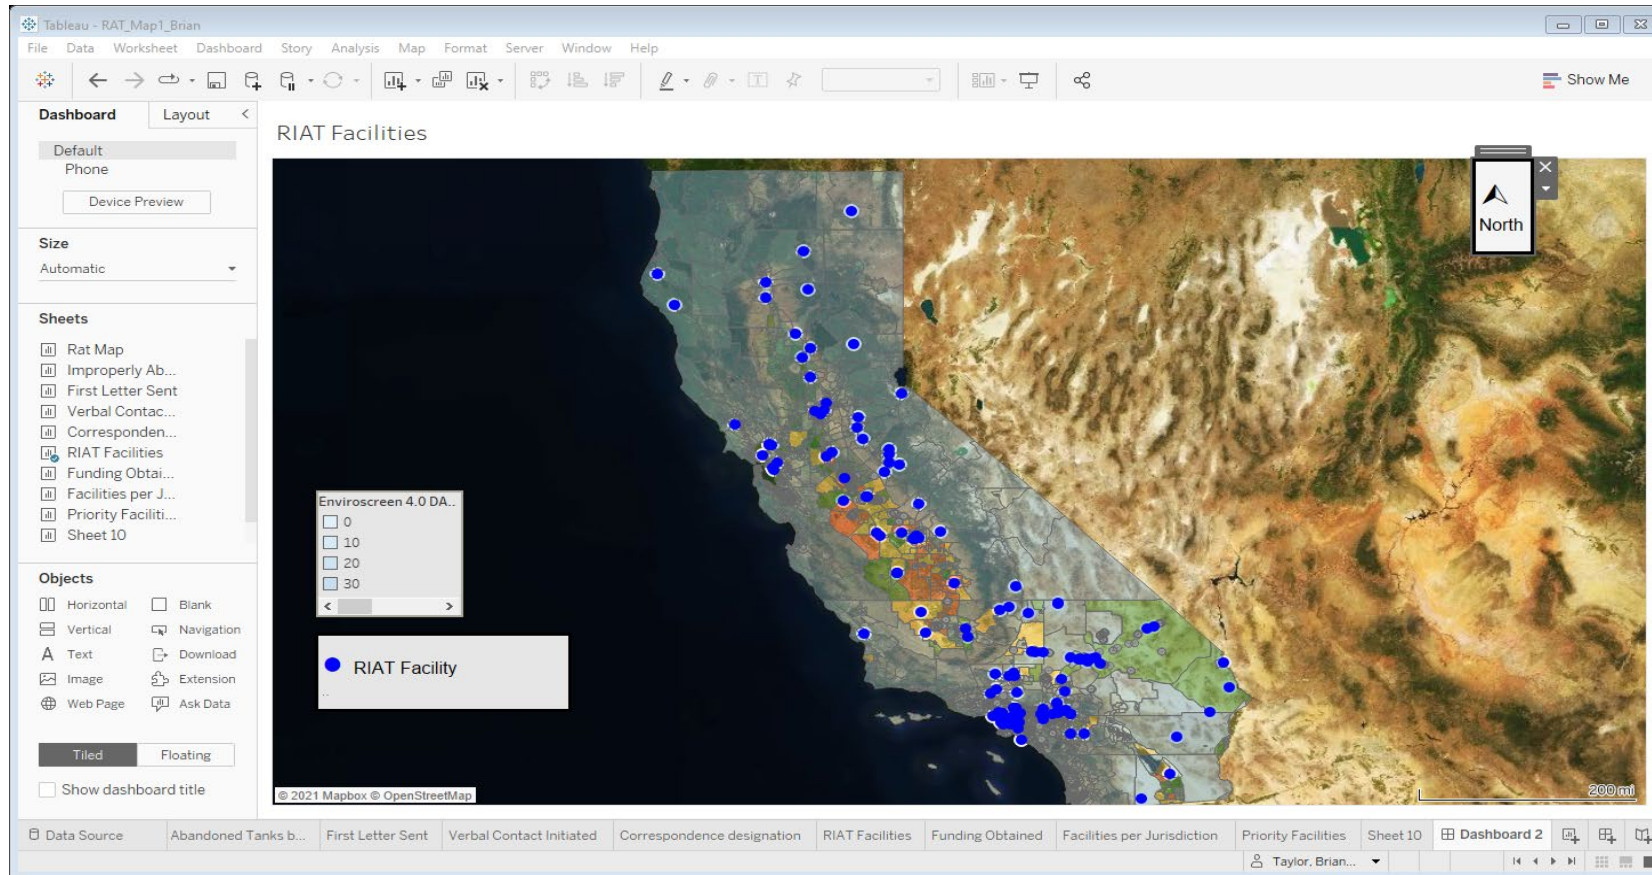 Tableau - RAT_Map1_Brian
File Data Worksheet Dashboard Story Analysis Map Format Server Window Help
Show Me
Dashboard Layout
Default
Phone
Device Preview
Size
Automatic
Sheets
Rat Map
Improperly Ab...
First Letter Sent
Verbal Contac...
Corresponden...
RIAT Facilities
Funding Obtai...
Facilities per J...
Priority Faciliti...
Sheet 10
Objects
Horizontal Blank
Vertical Navigation
Text Download
Image Extension
Web Page Ask Data
Tiled Floating
Show dashboard title
RIAT Facilities
North
Enviroscreen 4.0 DA..
0
10
20
30
RIAT Facility
..
© 2021 Mapbox © OpenStreetMap
200 mi
Data Source Abandoned Tanks b... First Letter Sent Verbal Contact Initiated Correspondence designation RIAT Facilities Funding Obtained Facilities per Jurisdiction Priority Facilities Sheet 10 Dashboard 2
Taylor, Brian...